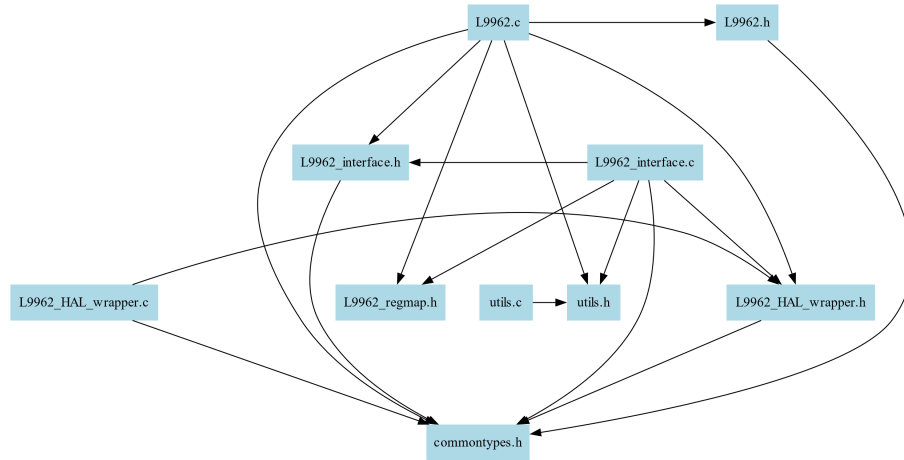 L9962.c
L9962.h
L9962_interface.h
L9962_interface.c
L9962_HAL_wrapper.c
L9962_regmap.h
utils.c
utils.h
L9962_HAL_wrapper.h
commontypes.h